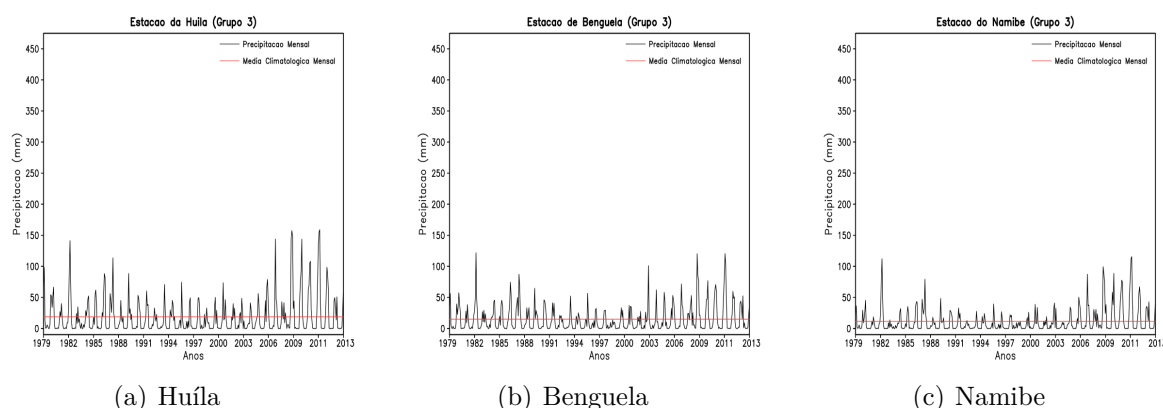 Estacao da Huila (Grupo 3)
Precipitacao Mensal
Media Climatologica Mensal
Precipitacao (mm)
450
400
350
300
250
200
150
100
50
0
1979 1982 1985 1988 1991 1994 1997 2000 2003 2006 2009 2011 2013
Anos
(a) Huíla
Estacao de Benguela (Grupo 3)
Precipitacao Mensal
Media Climatologica Mensal
Precipitacao (mm)
450
400
350
300
250
200
150
100
50
0
1979 1982 1985 1988 1991 1994 1997 2000 2003 2006 2009 2011 2013
Anos
(b) Benguela
Estacao do Namibe (Grupo 3)
Precipitacao Mensal
Media Climatologica Mensal
Precipitacao (mm)
450
400
350
300
250
200
150
100
50
0
1979 1982 1985 1988 1991 1994 1997 2000 2003 2006 2009 2011 201
Anos
(c) Namibe